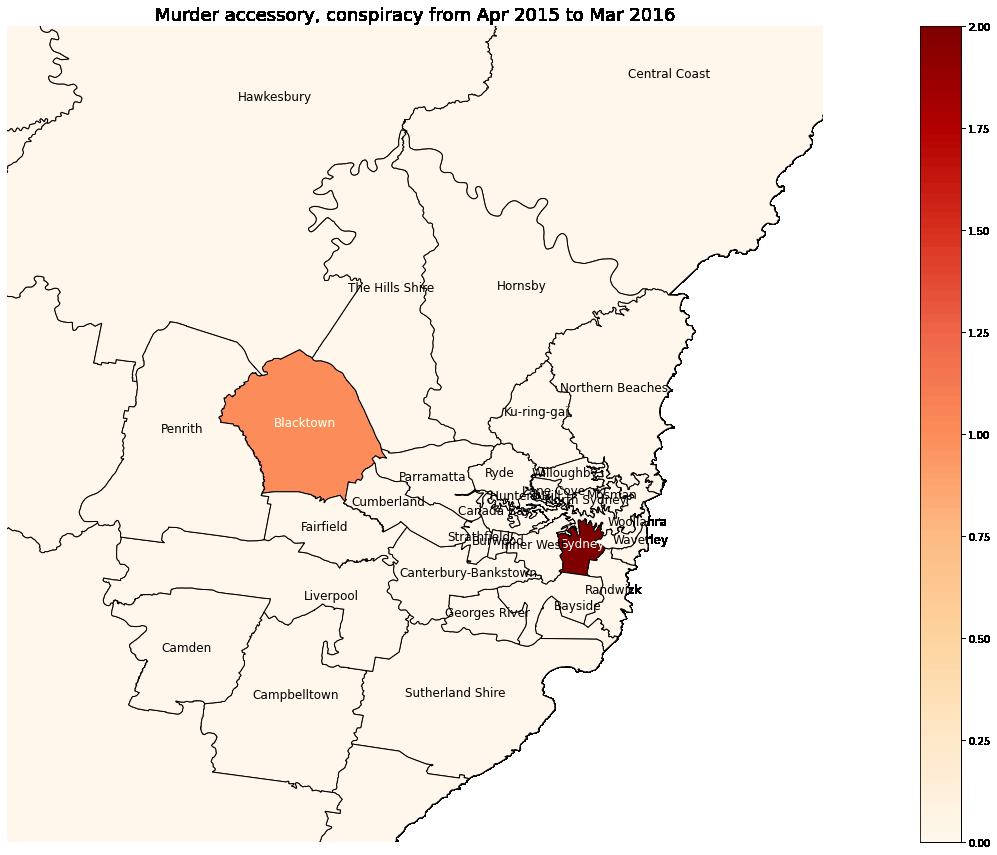 Murder accessory, conspiracy from Apr 2015 to Mar 2016
2.00
Central Coast
Hawkesbury
1.75
1.50
The Hills Shire
Hornsby
1.25
Northern Beaches
Ku-ring-gai
Blacktown
Penrith
1.00
Parramatta
Ryde
Willoughby
Lane Cove
Hunters Hill
Mosman
North Sydney
Cumberland
Canada Bay
Woollahra
Fairfield
Strathfield
Burwood
Inner West
Sydney
Waverley
0.75
Canterbury-Bankstown
Liverpool
Randwick
Bayside
Georges River
0.50
Camden
Campbelltown
Sutherland Shire
0.25
0.00